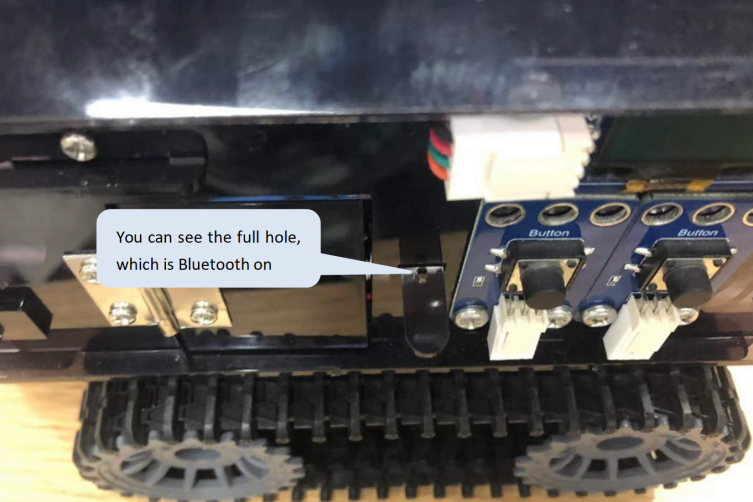 You can see the full hole,
which is Bluetooth on
Button
Button